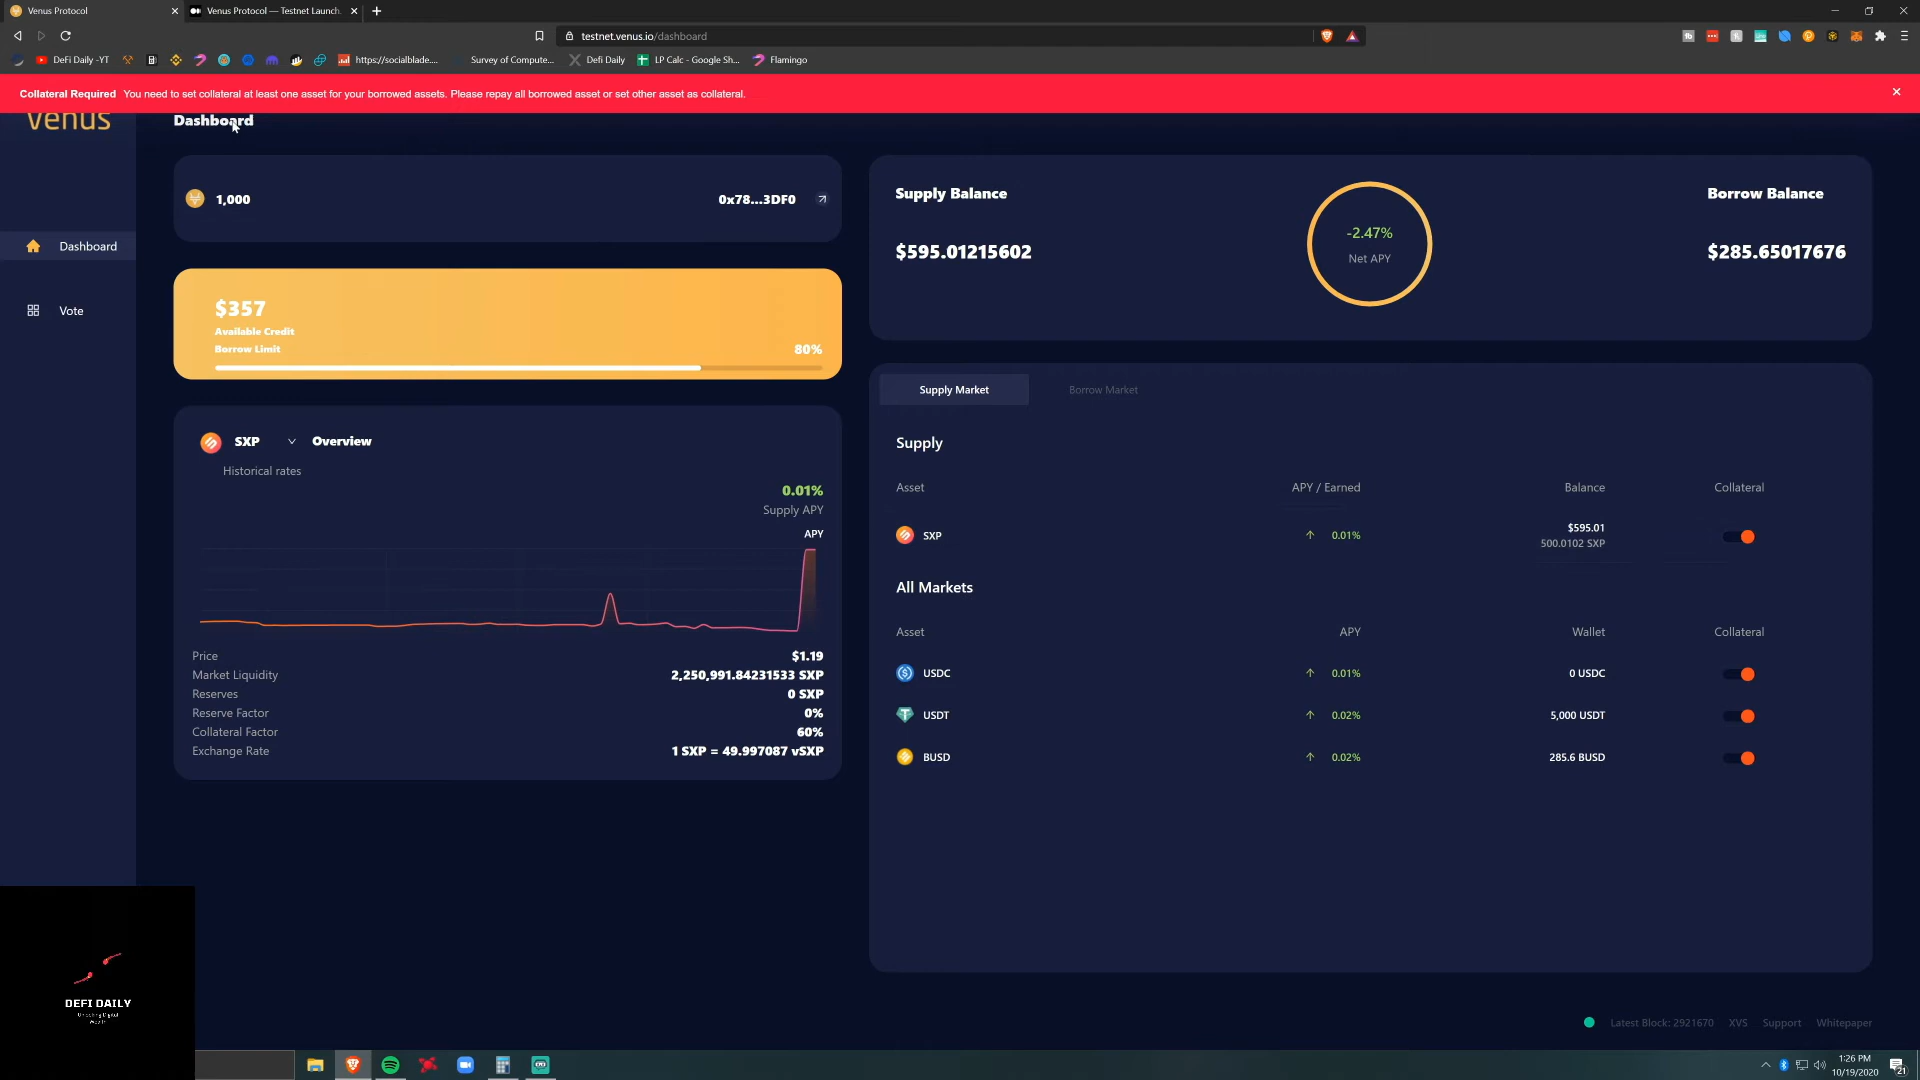 Venus Protocol
Venus Protocol — Testnet Launch.
testnet.venus.io/dashboard
DeFi Daily -YT
https://socialblade....
Survey of Compute...
Defi Daily
LP Calc - Google Sh...
Flamingo
Collateral Required You need to set collateral at least one asset for your borrowed assets. Please repay all borrowed asset or set other asset as collateral.
venus
Dashboard
1,000
0x78...3DF0
Supply Balance
Borrow Balance
-2.47%
Net APY
$595.01215602
$285.65017676
Dashboard
Vote
$357
Available Credit
Borrow Limit
80%
Supply Market
Borrow Market
SXP
Overview
Historical rates
0.01%
Supply APY
APY
Price $1.19
Market Liquidity 2,250,991.84231533 SXP
Reserves 0 SXP
Reserve Factor 0%
Collateral Factor 60%
Exchange Rate 1 SXP = 49.997087 vSXP
Supply
Asset APY / Earned Balance Collateral
SXP 0.01% $595.01
500.0102 SXP
All Markets
Asset APY Wallet Collateral
USDC 0.01% 0 USDC
USDT 0.02% 5,000 USDT
BUSD 0.02% 285.6 BUSD
DEFI DAILY
Unlocking Digital
Wealth
Latest Block: 2921670 XVS Support Whitepaper
1:26 PM
10/19/2020
21